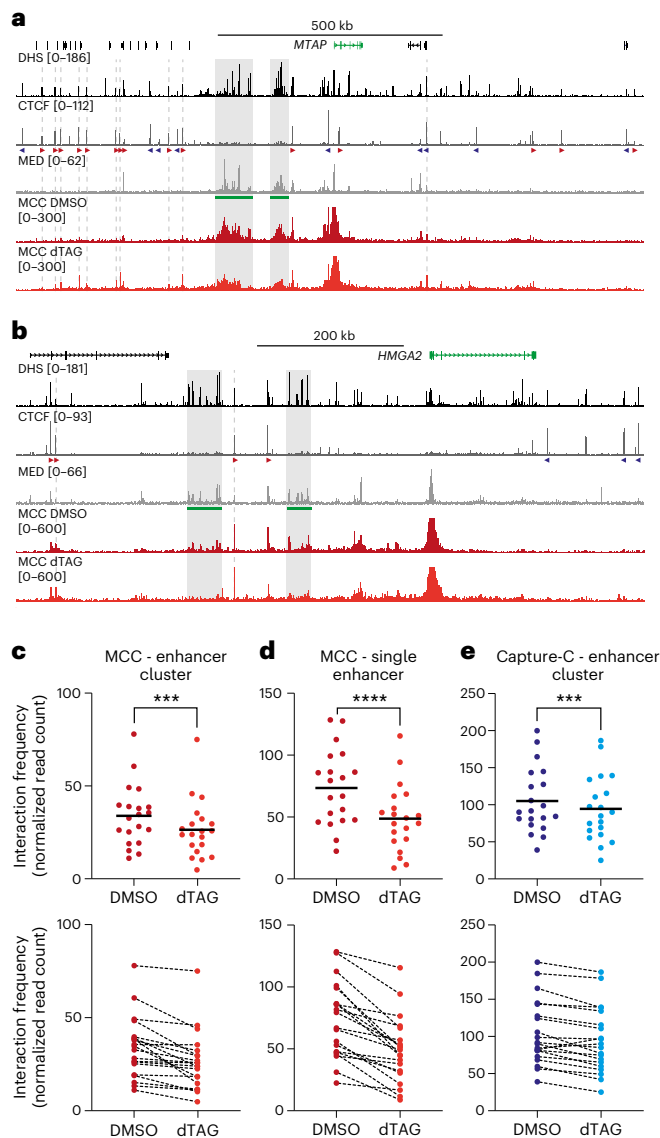 a
500 kb
MTAP
DHS [0–186]
CTCF [0–112]
MED [0–62]
MCC DMSO
[0–300]
MCC dTAG
[0–300]
b
200 kb
HMGA2
DHS [0–181]
CTCF [0–93]
MED [0–66]
MCC DMSO
[0–600]
MCC dTAG
[0–600]
c
MCC - enhancer
cluster
d
MCC - single
enhancer
e
Capture-C - enhancer
cluster
Interaction frequency
(normalized read count)
100
50
0
***
DMSO
dTAG
150
100
50
0
****
DMSO
dTAG
250
200
150
100
50
0
***
DMSO
dTAG
Interaction frequency
(normalized read count)
100
50
0
DMSO
dTAG
150
100
50
0
DMSO
dTAG
250
200
150
100
50
0
DMSO
dTAG